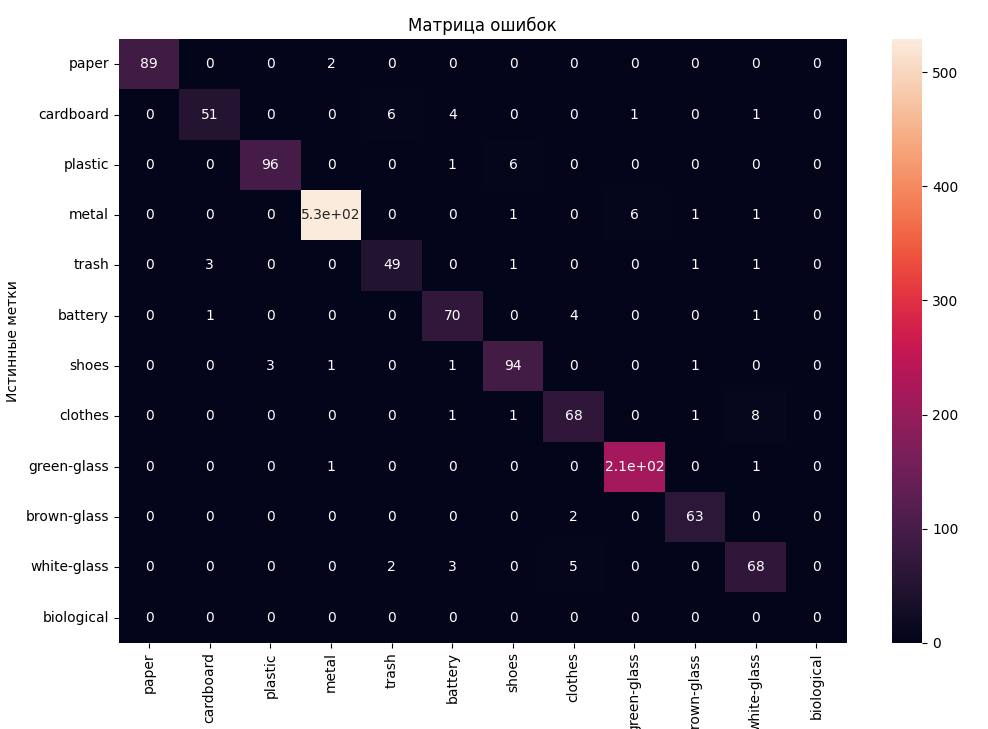 Матрица ошибок
paper 89 0 0 2 0 0 0 0 0 0 0 0
cardboard 0 51 0 0 6 4 0 0 1 0 1 0
plastic 0 0 96 0 0 1 6 0 0 0 0 0
metal 0 0 0 5.3e+02 0 0 1 0 6 1 1 0
trash 0 3 0 0 49 0 1 0 0 1 1 0
battery 0 1 0 0 0 70 0 4 0 0 1 0
shoes 0 0 3 1 0 1 94 0 0 1 0 0
clothes 0 0 0 0 0 1 1 68 0 1 8 0
green-glass 0 0 0 1 0 0 0 0 2.1e+02 0 1 0
brown-glass 0 0 0 0 0 0 0 2 0 63 0 0
white-glass 0 0 0 0 2 3 0 5 0 0 68 0
biological 0 0 0 0 0 0 0 0 0 0 0 0
Истинные метки
paper
cardboard
plastic
metal
trash
battery
shoes
clothes
green-glass
rown-glass
white-glass
biological
500
400
300
200
100
0